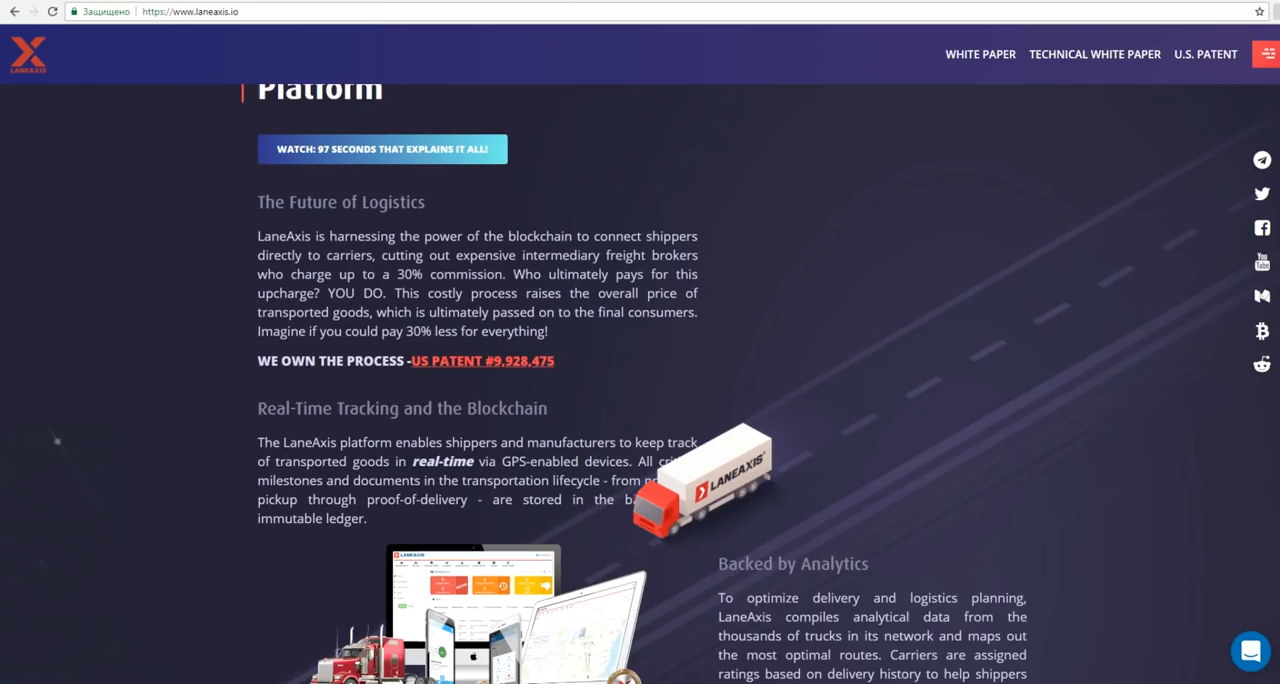 Защищено
https://www.laneaxis.io
LANEAXIS
WHITE PAPER
TECHNICAL WHITE PAPER
U.S. PATENT
Platform
WATCH: 97 SECONDS THAT EXPLAINS IT ALL!
The Future of Logistics
LaneAxis is harnessing the power of the blockchain to connect shippers
directly to carriers, cutting out expensive intermediary freight brokers
who charge up to a 30% commission. Who ultimately pays for this
upcharge? YOU DO. This costly process raises the overall price of
transported goods, which is ultimately passed on to the final consumers.
Imagine if you could pay 30% less for everything!
WE OWN THE PROCESS -US PATENT #9,928,475
Real-Time Tracking and the Blockchain
The LaneAxis platform enables shippers and manufacturers to keep track
of transported goods in real-time via GPS-enabled devices. All
milestones and documents in the transportation lifecycle - from
pickup through proof-of-delivery - are stored in the
immutable ledger.
LANEAXIS
You
Tube
LANEAXIS
Backed by Analytics
To optimize delivery and logistics planning,
LaneAxis compiles analytical data from the
thousands of trucks in its network and maps out
the most optimal routes. Carriers are assigned
ratings based on delivery history to help shippers